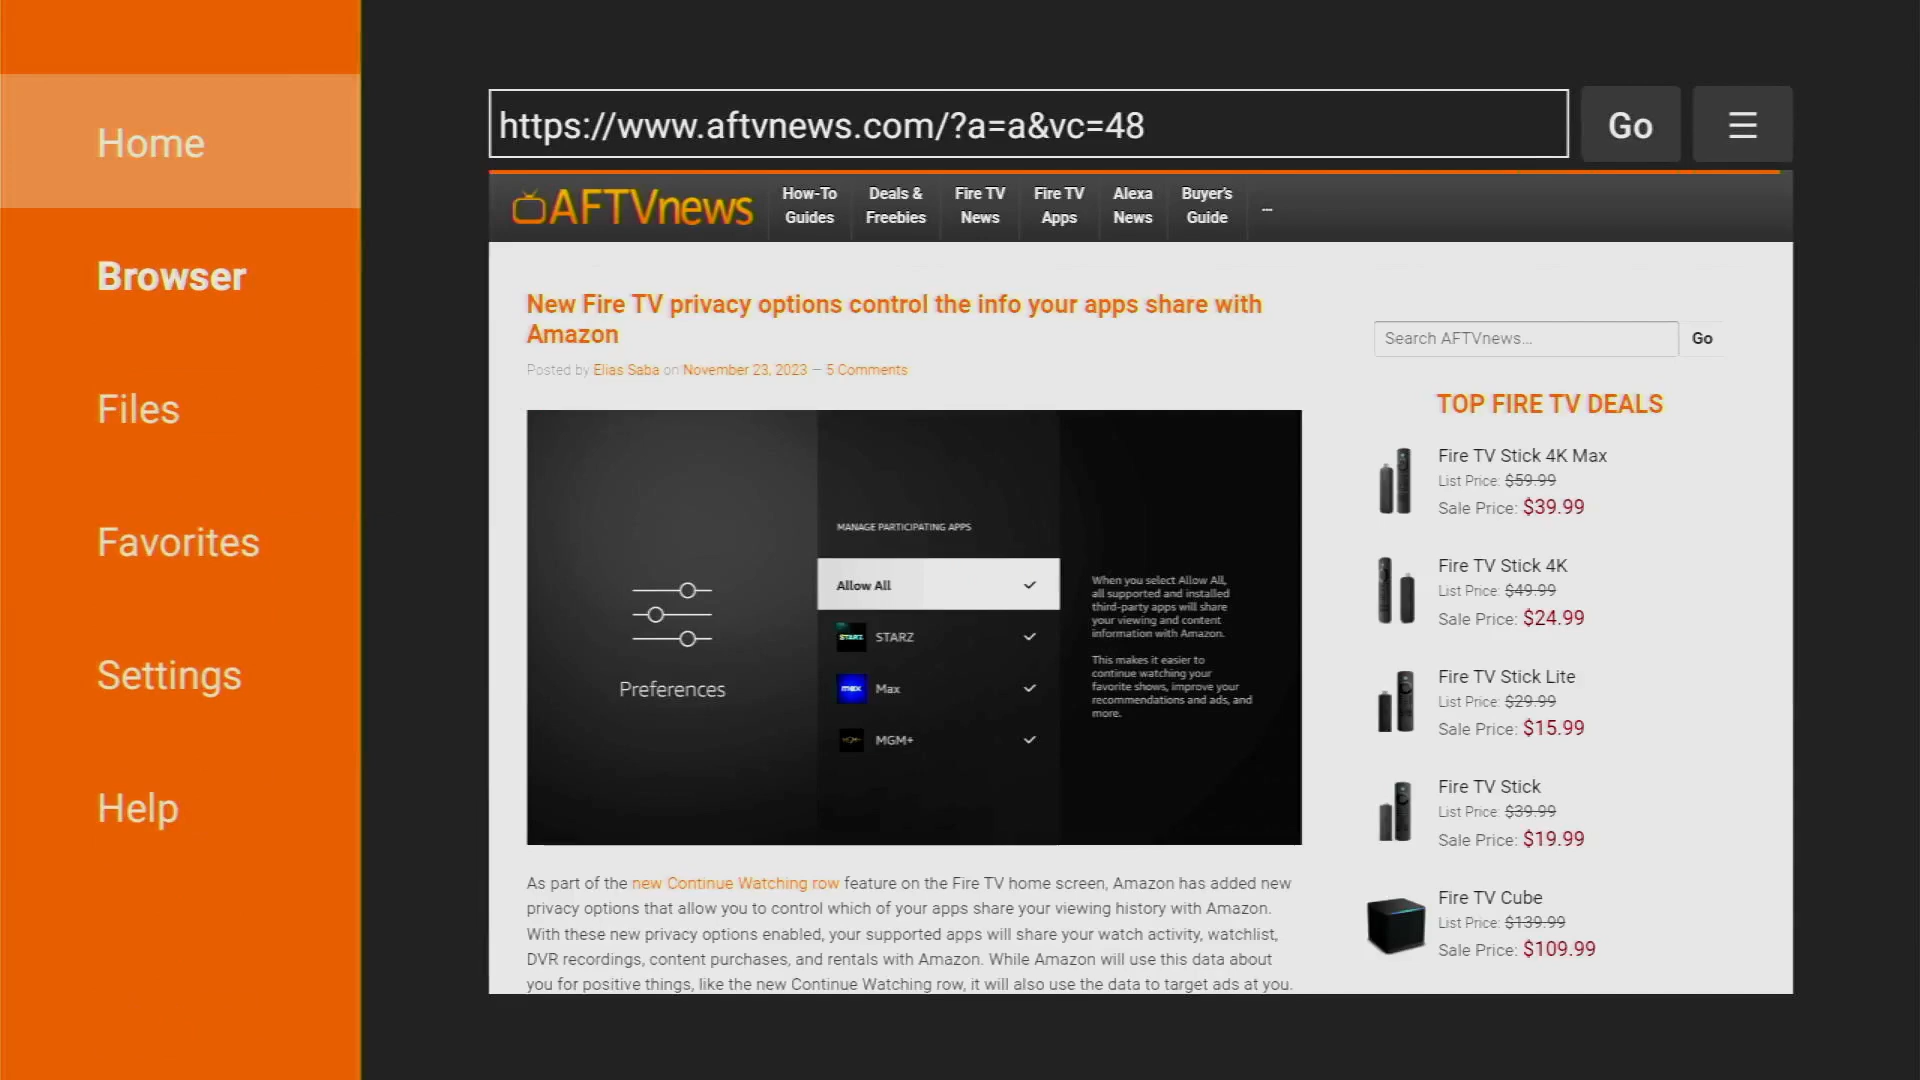 Home
Browser
Files
Favorites
Settings
Help
https://www.aftvnews.com/?a=a&vc=48
Go
☰
AFTVnews
How-To
Guides
Deals &
Freebies
Fire TV
News
Fire TV
Apps
Alexa
News
Buyer's
Guide
...
New Fire TV privacy options control the info your apps share with
Amazon
Posted by Elias Saba on November 23, 2023 — 5 Comments
Preferences
MANAGE PARTICIPATING APPS
Allow All
STARZ
STARZ
max
Max
MGM+
When you select Allow All,
all supported and installed
third-party apps will share
your viewing and content
information with Amazon.
This makes it easier to
continue watching your
favorite shows, improve your
recommendations and ads, and
more.
As part of the new Continue Watching row feature on the Fire TV home screen, Amazon has added new
privacy options that allow you to control which of your apps share your viewing history with Amazon.
With these new privacy options enabled, your supported apps will share your watch activity, watchlist,
DVR recordings, content purchases, and rentals with Amazon. While Amazon will use this data about
you for positive things, like the new Continue Watching row, it will also use the data to target ads at you.
Search AFTVnews...
Go
TOP FIRE TV DEALS
Fire TV Stick 4K Max
List Price: $59.99
Sale Price: $39.99
Fire TV Stick 4K
List Price: $49.99
Sale Price: $24.99
Fire TV Stick Lite
List Price: $29.99
Sale Price: $15.99
Fire TV Stick
List Price: $39.99
Sale Price: $19.99
Fire TV Cube
List Price: $139.99
Sale Price: $109.99